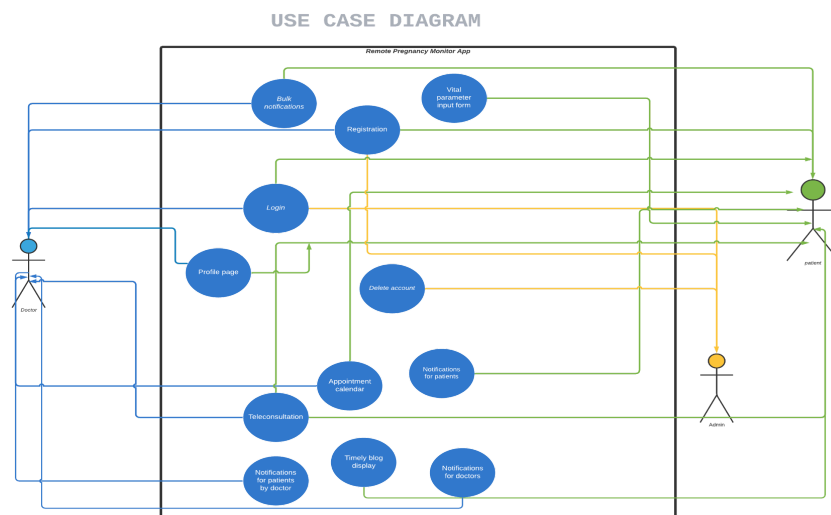 USE CASE DIAGRAM
Remote Pregnancy Monitor App
Bulk
notifications
Vital
parameter
input form
Registration
Login
Profile page
Delete account
Appointment
calendar
Notifications
for patients
Teleconsultation
Timely blog
display
Notifications
for patients
by doctor
Notifications
for doctors
Doctor
patient
Admin